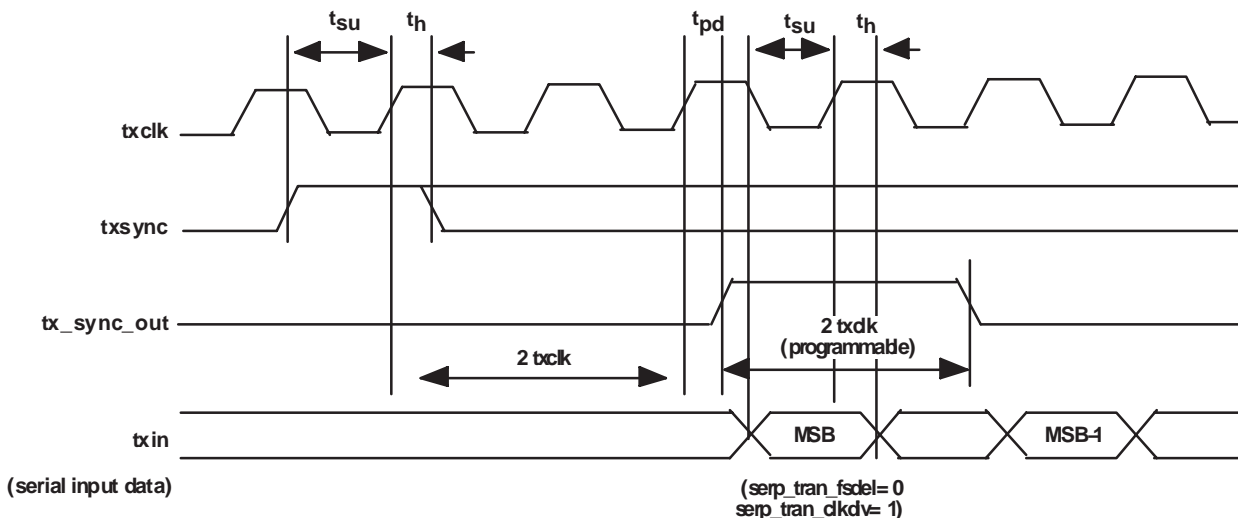 tsu th tpd tsu th
txclk
txsync
tx_sync_out
2 txclk
(programmable)
2 txclk
txin MSB MSB-1
(serial input data)
(serp_tran_fsdel= 0
serp_tran_clkdv= 1)